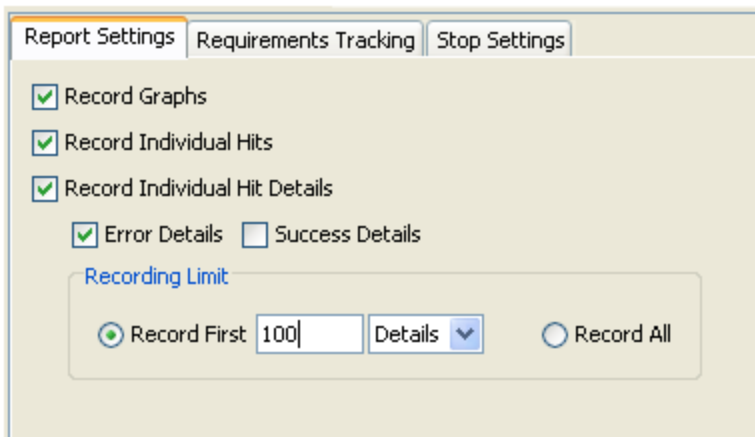 Report Settings Requirements Tracking Stop Settings
Record Graphs
Record Individual Hits
Record Individual Hit Details
Error Details Success Details
Recording Limit
Record First 100 Details Record All